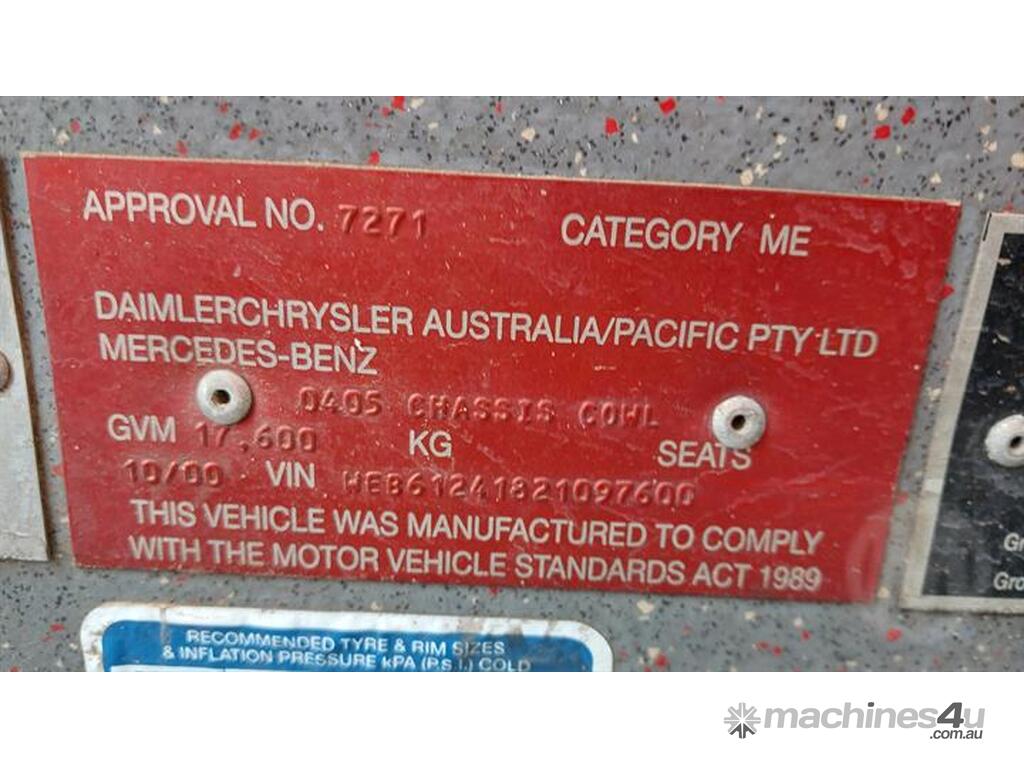 APPROVAL NO. 7271 CATEGORY ME
DAIMLERCHRYSLER AUSTRALIA/PACIFIC PTY LTD
MERCEDES-BENZ
0405 CHASSIS COWL
GVM 17,600 KG SEATS
10/00 VIN WEB61241821097600
THIS VEHICLE WAS MANUFACTURED TO COMPLY
WITH THE MOTOR VEHICLE STANDARDS ACT 1989
RECOMMENDED TYRE & RIM SIZES
& INFLATION PRESSURE kPA (P.S.I.) COLD
machines4u
.com.au